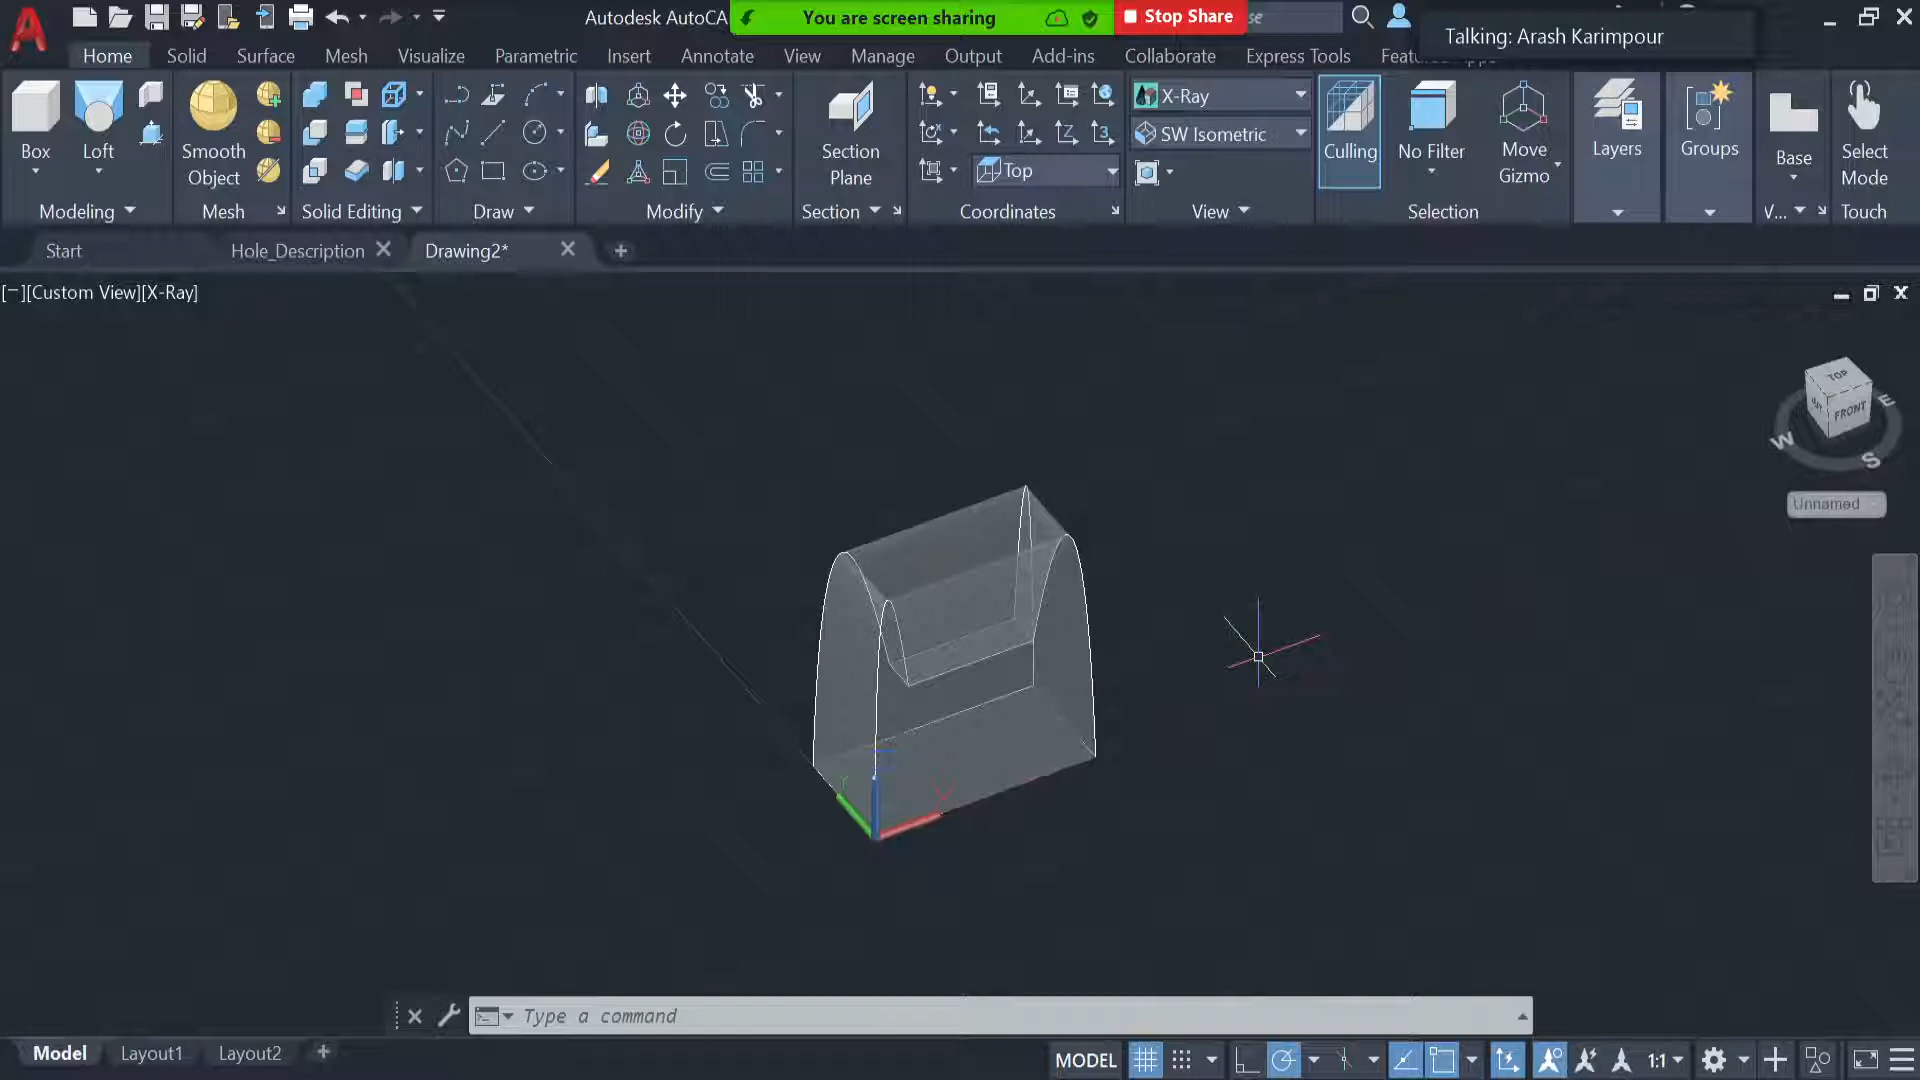 Autodesk AutoCA
You are screen sharing
Stop Share
se
Talking: Arash Karimpour
Home
Solid
Surface
Mesh
Visualize
Parametric
Insert
Annotate
View
Manage
Output
Add-ins
Collaborate
Express Tools
X-Ray
SW Isometric
Top
Box
Loft
Smooth
Object
Section
Plane
Culling
No Filter
Move
Gizmo
Layers
Groups
Base
Select
Mode
Modeling
Mesh
Solid Editing
Draw
Modify
Section
Coordinates
View
Selection
V...
Touch
Start
Hole_Description
Drawing2*
[−][Custom View][X-Ray]
TOP
FRONT
E
W
S
Unnamed
Y
X
Type a command
Model
Layout1
Layout2
MODEL
1:1